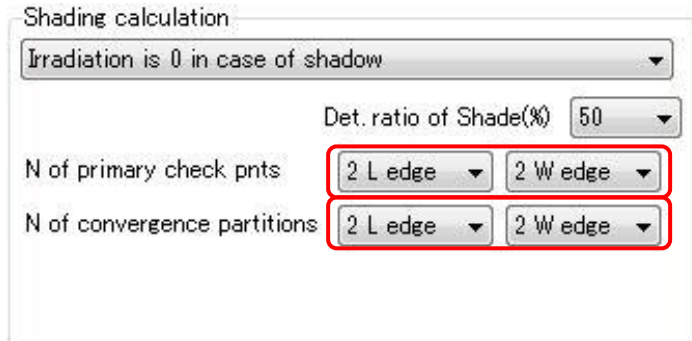 Shading calculation
Irradiation is 0 in case of shadow
Det. ratio of Shade(%) 50
N of primary check pnts 2 L edge 2 W edge
N of convergence partitions 2 L edge 2 W edge